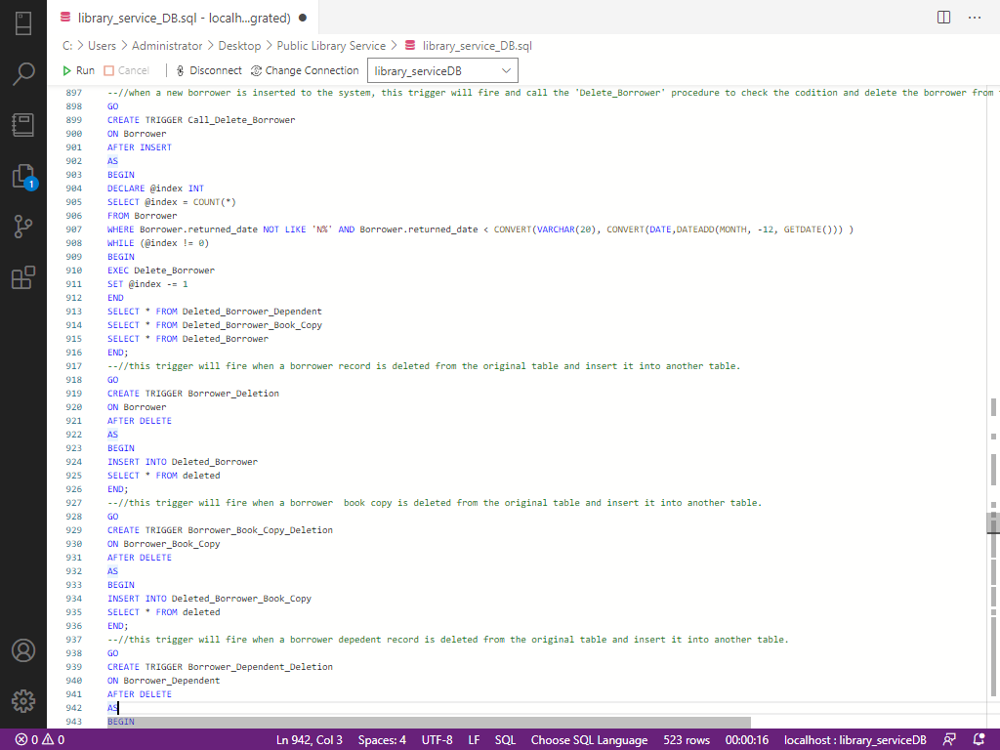 library_service_DB.sql - localh...grated)
C: > Users > Administrator > Desktop > Public Library Service > library_service_DB.sql
Run Cancel Disconnect Change Connection library_serviceDB
897 --//when a new borrower is inserted to the system, this trigger will fire and call the 'Delete_Borrower' procedure to check the codition and delete the borrower from
898 GO
899 CREATE TRIGGER Call_Delete_Borrower
900 ON Borrower
901 AFTER INSERT
902 AS
903 BEGIN
904 DECLARE @index INT
905 SELECT @index = COUNT(*)
906 FROM Borrower
907 WHERE Borrower.returned_date NOT LIKE 'N%' AND Borrower.returned_date < CONVERT(VARCHAR(20), CONVERT(DATE,DATEADD(MONTH, -12, GETDATE())) )
908 WHILE (@index != 0)
909 BEGIN
910 EXEC Delete_Borrower
911 SET @index -= 1
912 END
913 SELECT * FROM Deleted_Borrower_Dependent
914 SELECT * FROM Deleted_Borrower_Book_Copy
915 SELECT * FROM Deleted_Borrower
916 END;
917 --//this trigger will fire when a borrower record is deleted from the original table and insert it into another table.
918 GO
919 CREATE TRIGGER Borrower_Deletion
920 ON Borrower
921 AFTER DELETE
922 AS
923 BEGIN
924 INSERT INTO Deleted_Borrower
925 SELECT * FROM deleted
926 END;
927 --//this trigger will fire when a borrower  book copy is deleted from the original table and insert it into another table.
928 GO
929 CREATE TRIGGER Borrower_Book_Copy_Deletion
930 ON Borrower_Book_Copy
931 AFTER DELETE
932 AS
933 BEGIN
934 INSERT INTO Deleted_Borrower_Book_Copy
935 SELECT * FROM deleted
936 END;
937 --//this trigger will fire when a borrower depedent record is deleted from the original table and insert it into another table.
938 GO
939 CREATE TRIGGER Borrower_Dependent_Deletion
940 ON Borrower_Dependent
941 AFTER DELETE
942 AS
943 BEGIN
1
0 0 Ln 942, Col 3 Spaces: 4 UTF-8 LF SQL Choose SQL Language 523 rows 00:00:16 localhost : library_serviceDB